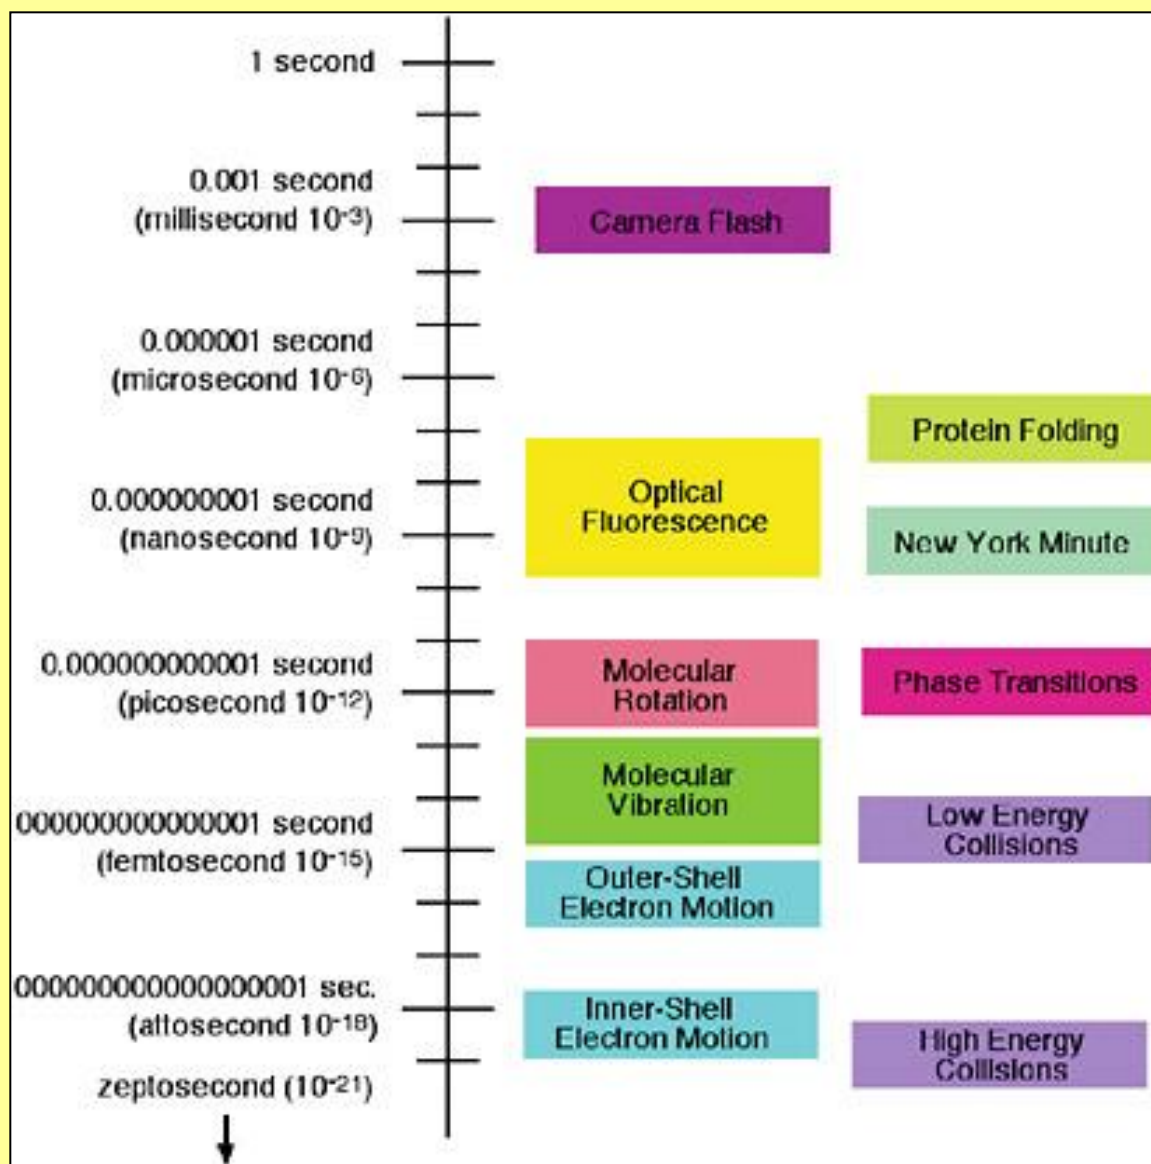 1 second
0.001 second
(millisecond 10⁻³)
Camera Flash
0.000001 second
(microsecond 10⁻⁶)
Protein Folding
Optical
Fluorescence
0.000000001 second
(nanosecond 10⁻⁹)
New York Minute
0.000000000001 second
(picosecond 10⁻¹²)
Molecular
Rotation
Phase Transitions
Molecular
Vibration
000000000000001 second
(femtosecond 10⁻¹⁵)
Low Energy
Collisions
Outer-Shell
Electron Motion
000000000000000001 sec.
(attosecond 10⁻¹⁸)
Inner-Shell
Electron Motion
High Energy
Collisions
zeptosecond (10⁻²¹)